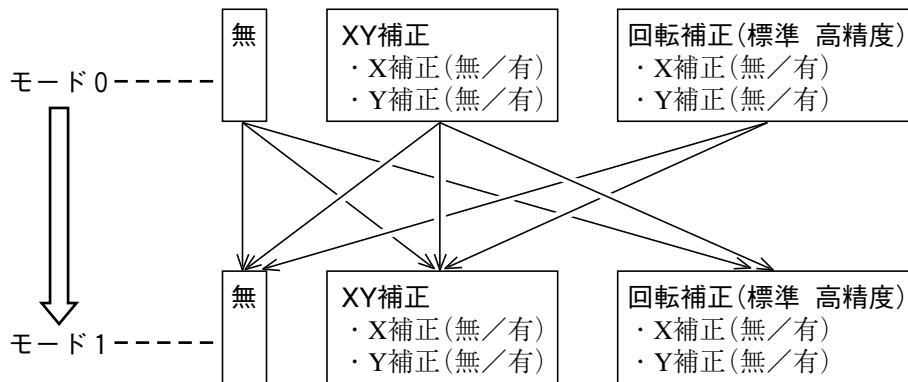 無
XY補正
・X補正(無／有)
・Y補正(無／有)
回転補正(標準 高精度)
・X補正(無／有)
・Y補正(無／有)
モード0
無
XY補正
・X補正(無／有)
・Y補正(無／有)
回転補正(標準 高精度)
・X補正(無／有)
・Y補正(無／有)
モード1